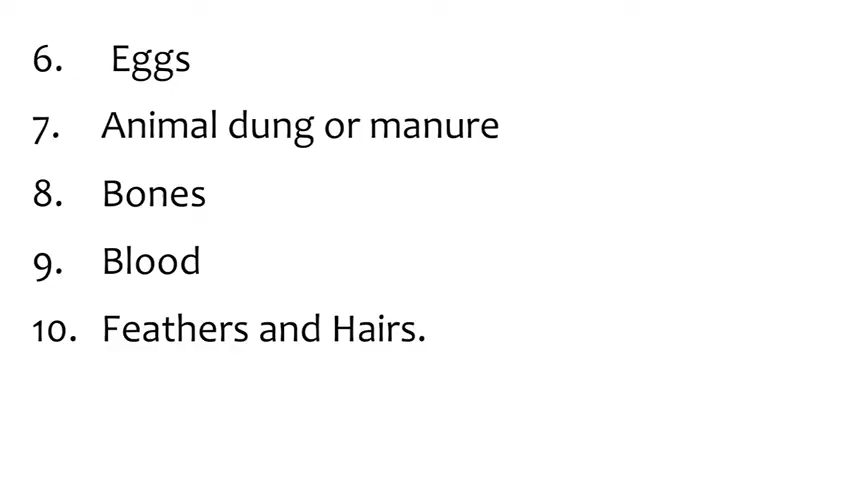 6. Eggs
7. Animal dung or manure
8. Bones
9. Blood
10. Feathers and Hairs.